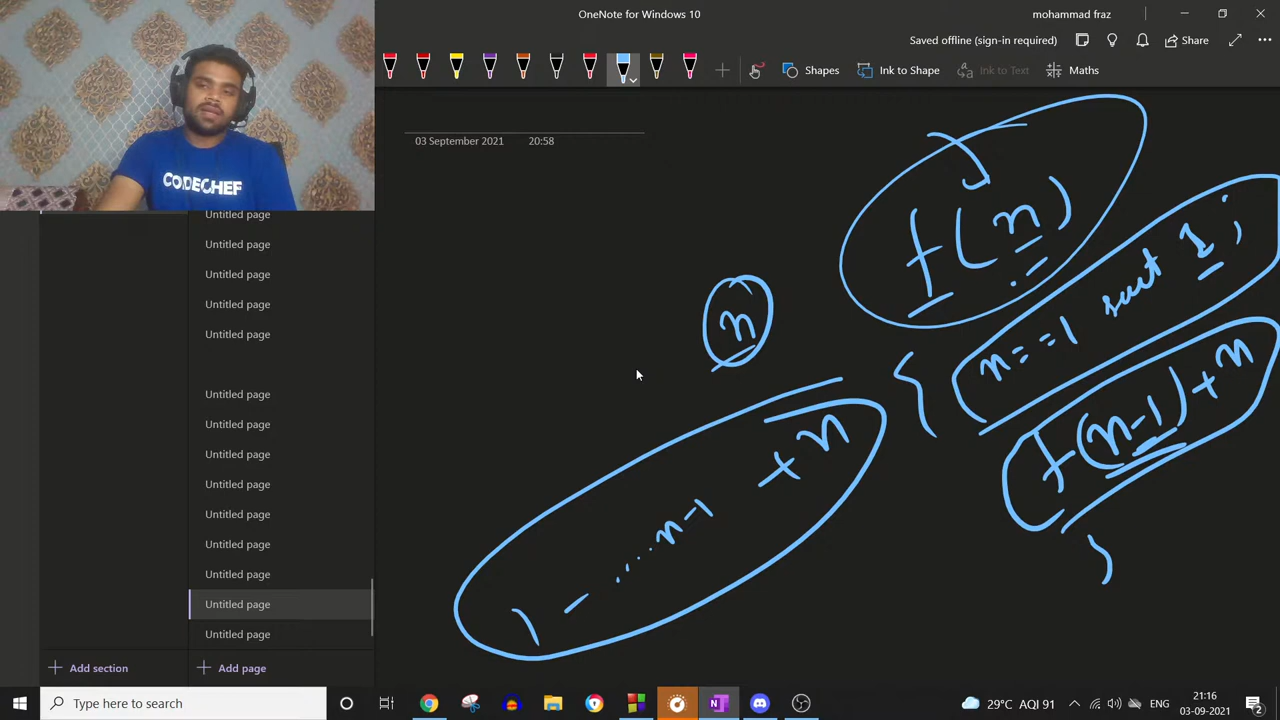 OneNote for Windows 10
mohammad fraz
Saved offline (sign-in required)
Share
Shapes
Ink to Shape
Ink to Text
Maths
CODECHEF
03 September 2021 20:58
Untitled page
Untitled page
Untitled page
Untitled page
Untitled page
Untitled page
Untitled page
Untitled page
Untitled page
Untitled page
Untitled page
Untitled page
Untitled page
Untitled page
Add section
Add page
f(n)
n
{
n==1 1;
f(n-1)+n
}
1 - ....n-1 +n
Type here to search
29°C AQI 91
ENG
21:16
03-09-2021
2